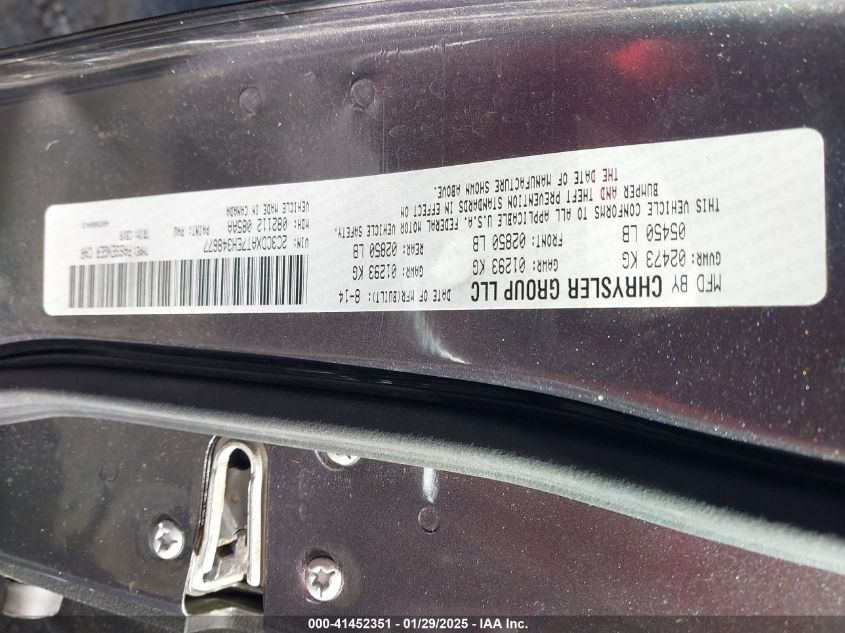 MFD BY CHRYSLER GROUP LLC DATE OF MFR(BUILT): 8-14
GVWR: 02473 KG GAWR: 01293 KG GAWR: 01293 KG
05450 LB FRONT: 02850 LB REAR: 02850 LB
THIS VEHICLE CONFORMS TO ALL APPLICABLE U.S.A. FEDERAL MOTOR VEHICLE SAFETY,
BUMPER AND THEFT PREVENTION STANDARDS IN EFFECT ON
THE DATE OF MANUFACTURE SHOWN ABOVE.
VIN: 2C3CDXAT7EH348677 TYPE: PASSENGER CAR
MDH: 082112 PAINT: PAU TRIM:
VEHICLE MADE IN CANADA
000-41452351 | 01/29/2025 - IAA Inc.